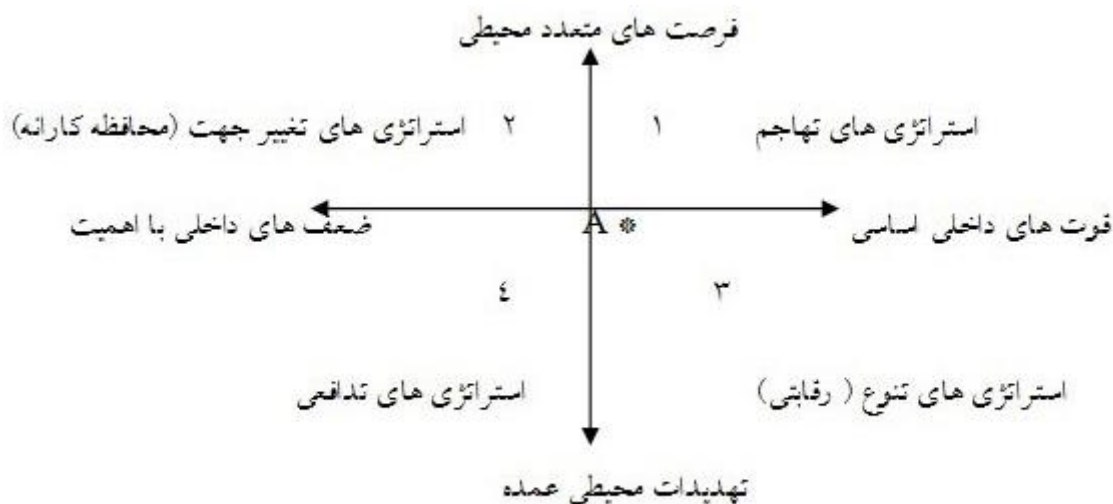 فرصت های متعدد محیطی
استراتژی های تهاجم
۱
۲
استراتژی های تغییر جهت (محافظه کارانه)
قوت های داخلی اساسی
A *
ضعف های داخلی با اهمیت
۳
٤
استراتژی های تنوع ( رقابتی)
استراتژی های تدافعی
تهدیدات محیطی عمده